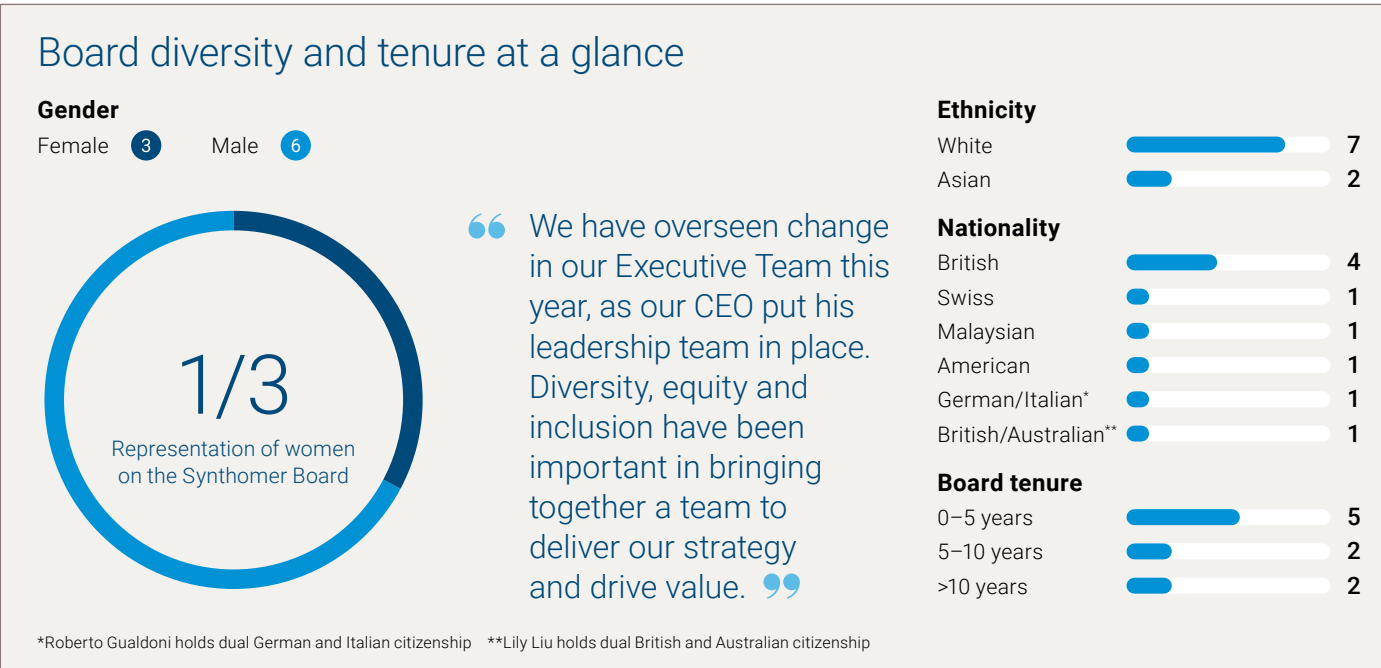 Board diversity and tenure at a glance
Gender
Female 3 Male 6
1/3
Representation of women
on the Synthomer Board
“ We have overseen change
in our Executive Team this
year, as our CEO put his
leadership team in place.
Diversity, equity and
inclusion have been
important in bringing
together a team to
deliver our strategy
and drive value. ”
Ethnicity
White 7
Asian 2
Nationality
British 4
Swiss 1
Malaysian 1
American 1
German/Italian* 1
British/Australian** 1
Board tenure
0–5 years 5
5–10 years 2
>10 years 2
*Roberto Gualdoni holds dual German and Italian citizenship **Lily Liu holds dual British and Australian citizenship